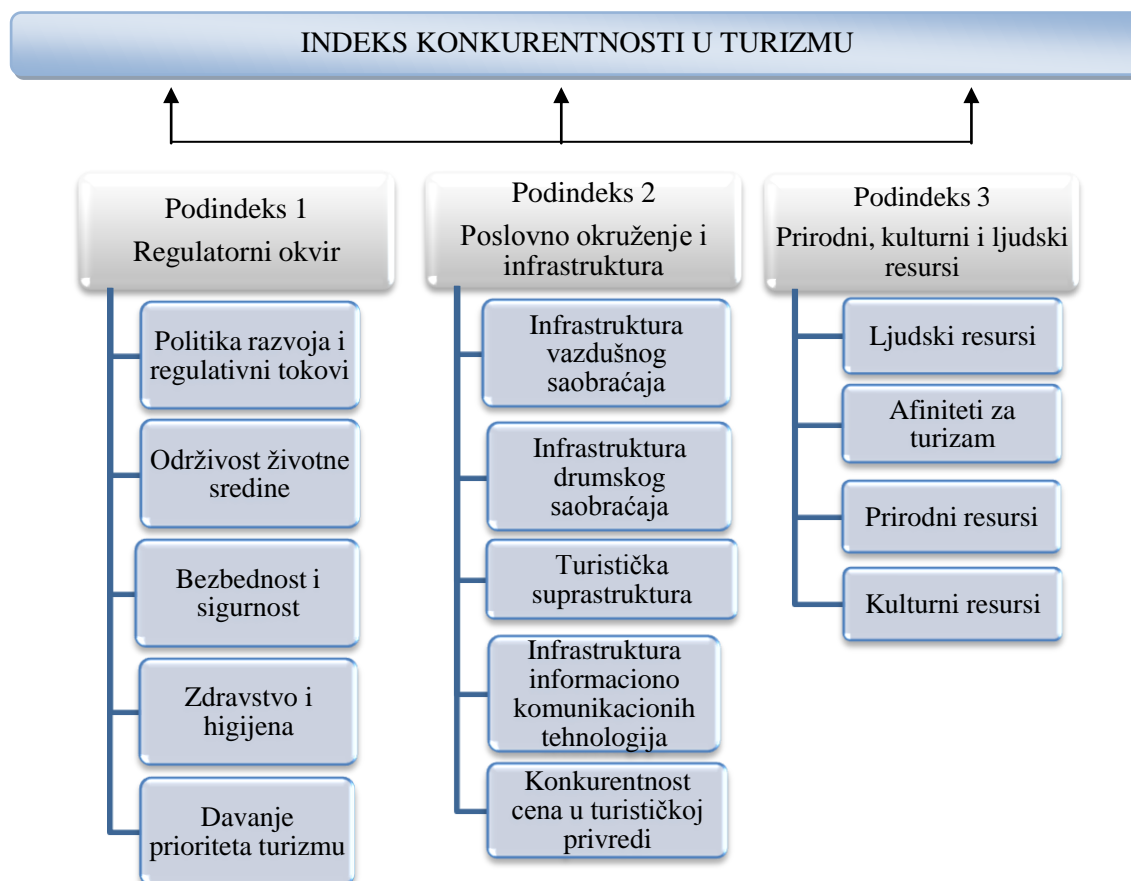 INDEKS KONKURENTNOSTI U TURIZMU
Podindeks 1
Regulatorni okvir
Politika razvoja i
regulativni tokovi
Održivost životne
sredine
Bezbednost i
sigurnost
Zdravstvo i
higijena
Davanje
prioriteta turizmu
Podindeks 2
Poslovno okruženje i
infrastruktura
Infrastruktura
vazdušnog
saobraćaja
Infrastruktura
drumskog
saobraćaja
Turistička
suprastruktura
Infrastruktura
informaciono
komunikacionih
tehnologija
Konkurentnost
cena u turističkoj
privredi
Podindeks 3
Prirodni, kulturni i ljudski
resursi
Ljudski resursi
Afiniteti za
turizam
Prirodni resursi
Kulturni resursi